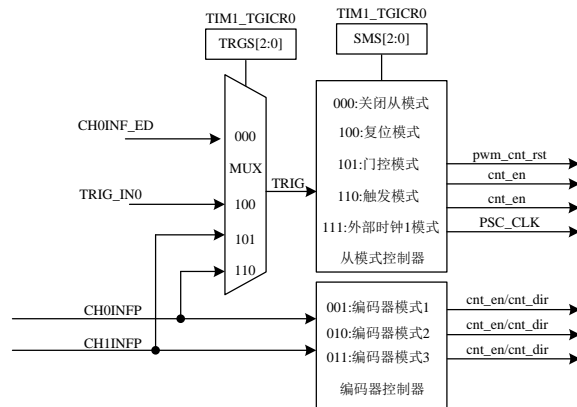 TIM1_TGICR0
TRGS[2:0]
TIM1_TGICR0
SMS[2:0]
CH0INF_ED
TRIG_IN0
000
MUX
100
101
110
TRIG
000:关闭从模式
100:复位模式
101:门控模式
110:触发模式
111:外部时钟1模式
从模式控制器
pwm_cnt_rst
cnt_en
cnt_en
PSC_CLK
CH0INFP
CH1INFP
001:编码器模式1
010:编码器模式2
011:编码器模式3
编码器控制器
cnt_en/cnt_dir
cnt_en/cnt_dir
cnt_en/cnt_dir